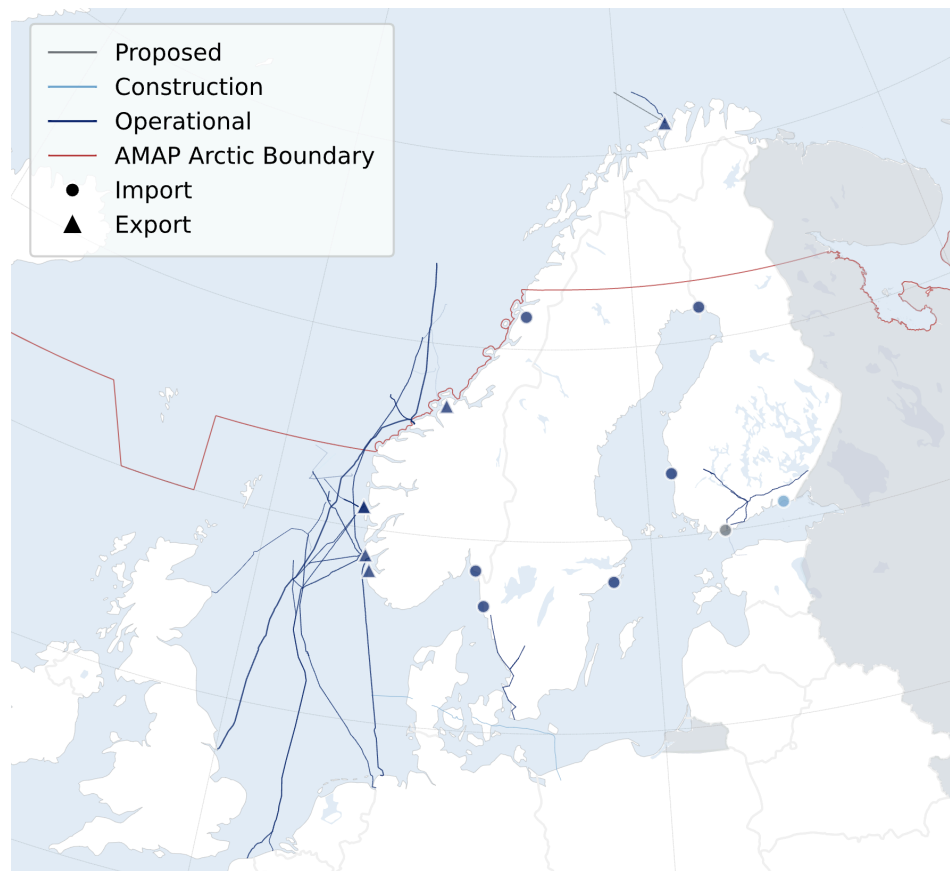 Proposed
Construction
Operational
AMAP Arctic Boundary
Import
Export